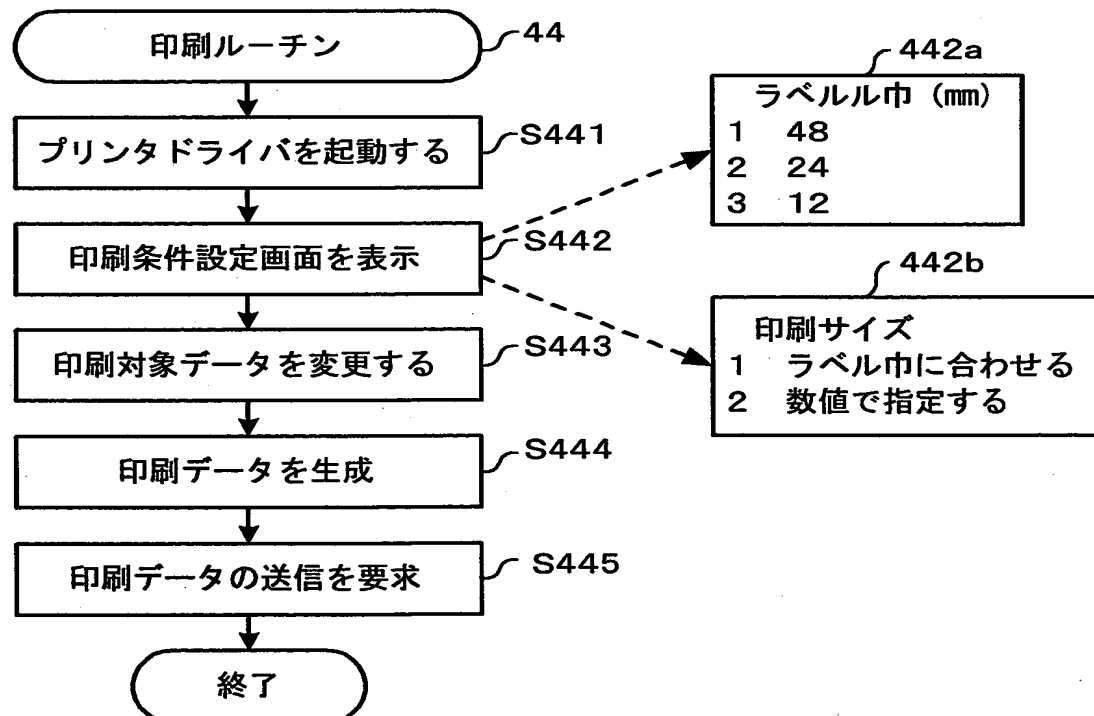 印刷ルーチン
44
プリンタドライバを起動する
S441
印刷条件設定画面を表示
S442
印刷対象データを変更する
S443
印刷データを生成
S444
印刷データの送信を要求
S445
終了
442a
ラベルル巾 (mm)
1 48
2 24
3 12
442b
印刷サイズ
1 ラベル巾に合わせる
2 数値で指定する